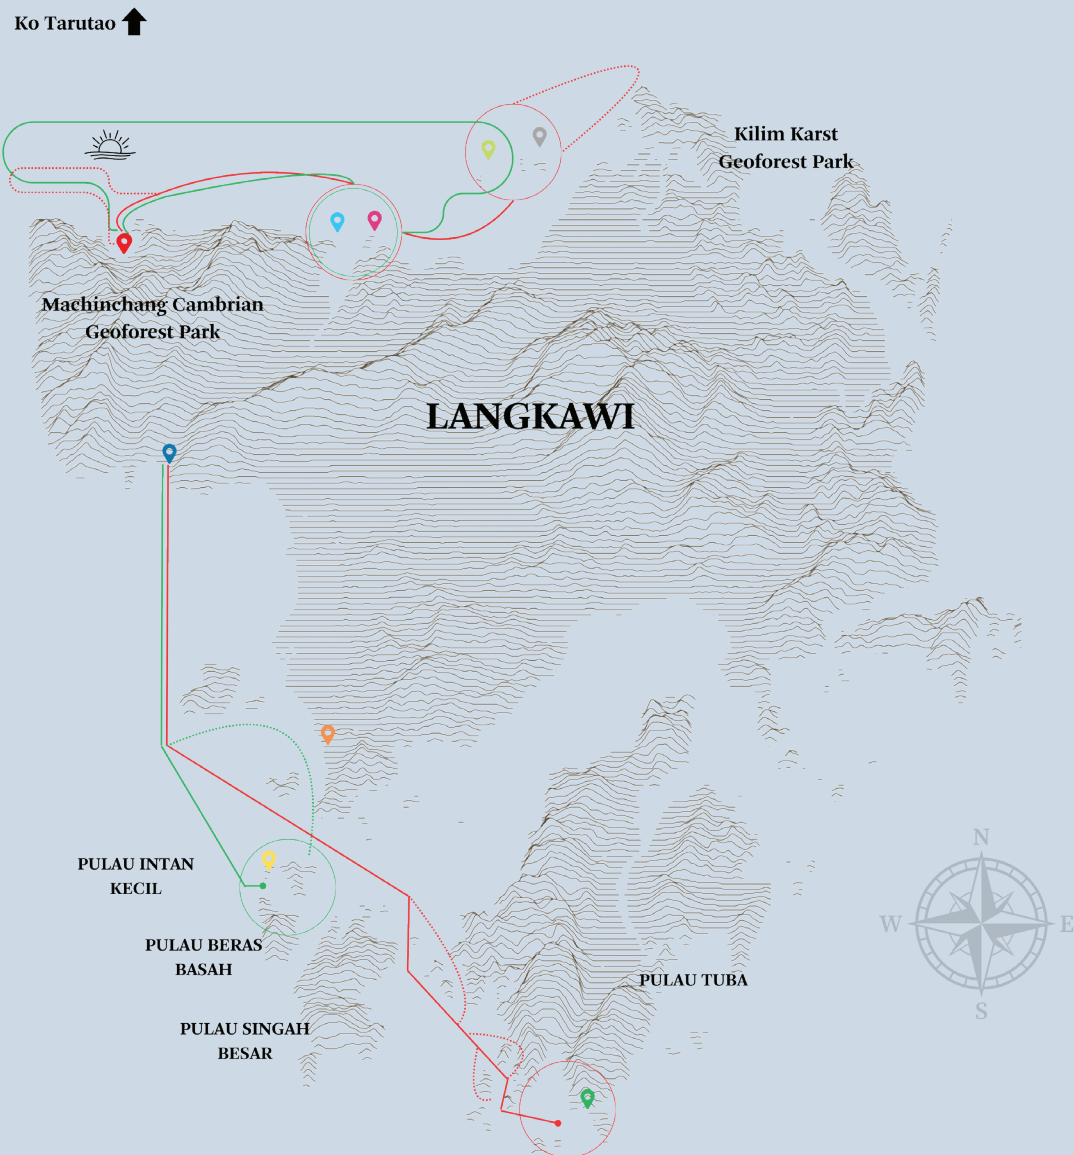 Ko Tarutao
Kilim Karst
Geoforest Park
Machinchang Cambrian
Geoforest Park
LANGKAWI
PULAU INTAN
KECIL
PULAU BERAS
BASAH
PULAU SINGAH
BESAR
PULAU TUBA
N
W
E
S